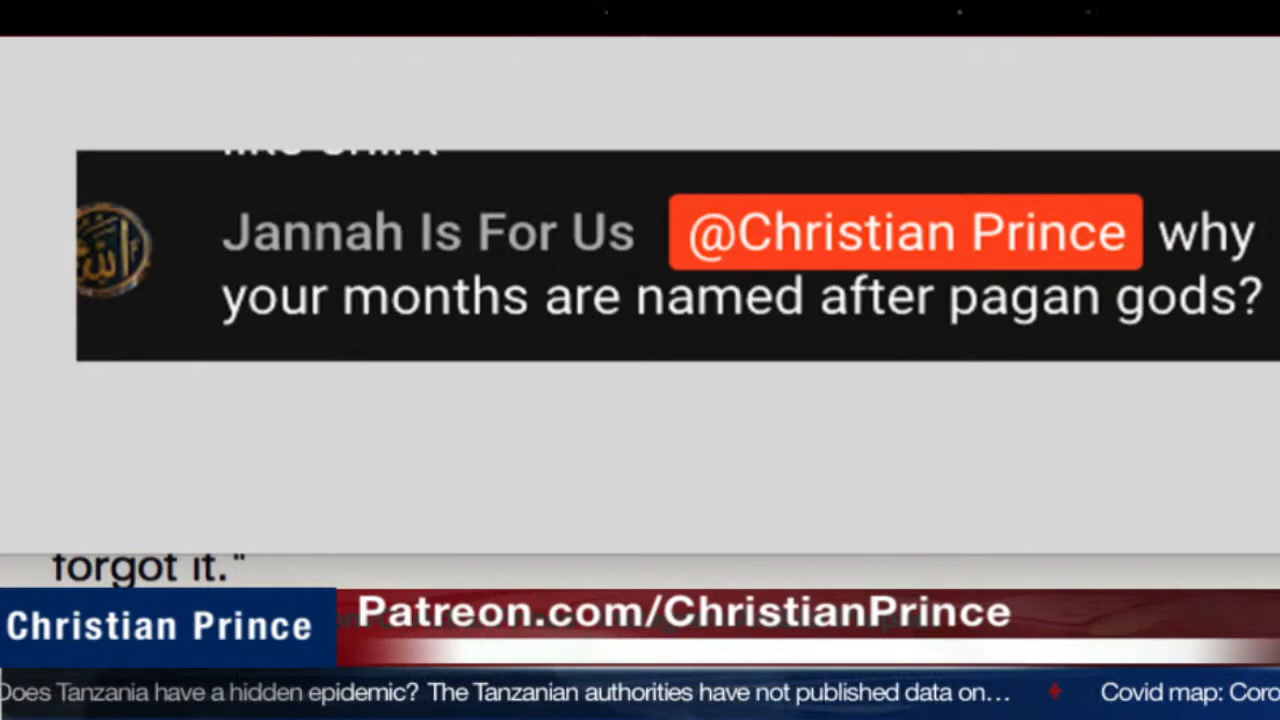 Jannah Is For Us @Christian Prince why
your months are named after pagan gods?
forgot it."
Christian Prince
Patreon.com/ChristianPrince
Does Tanzania have a hidden epidemic? The Tanzanian authorities have not published data on… Covid map: Coro